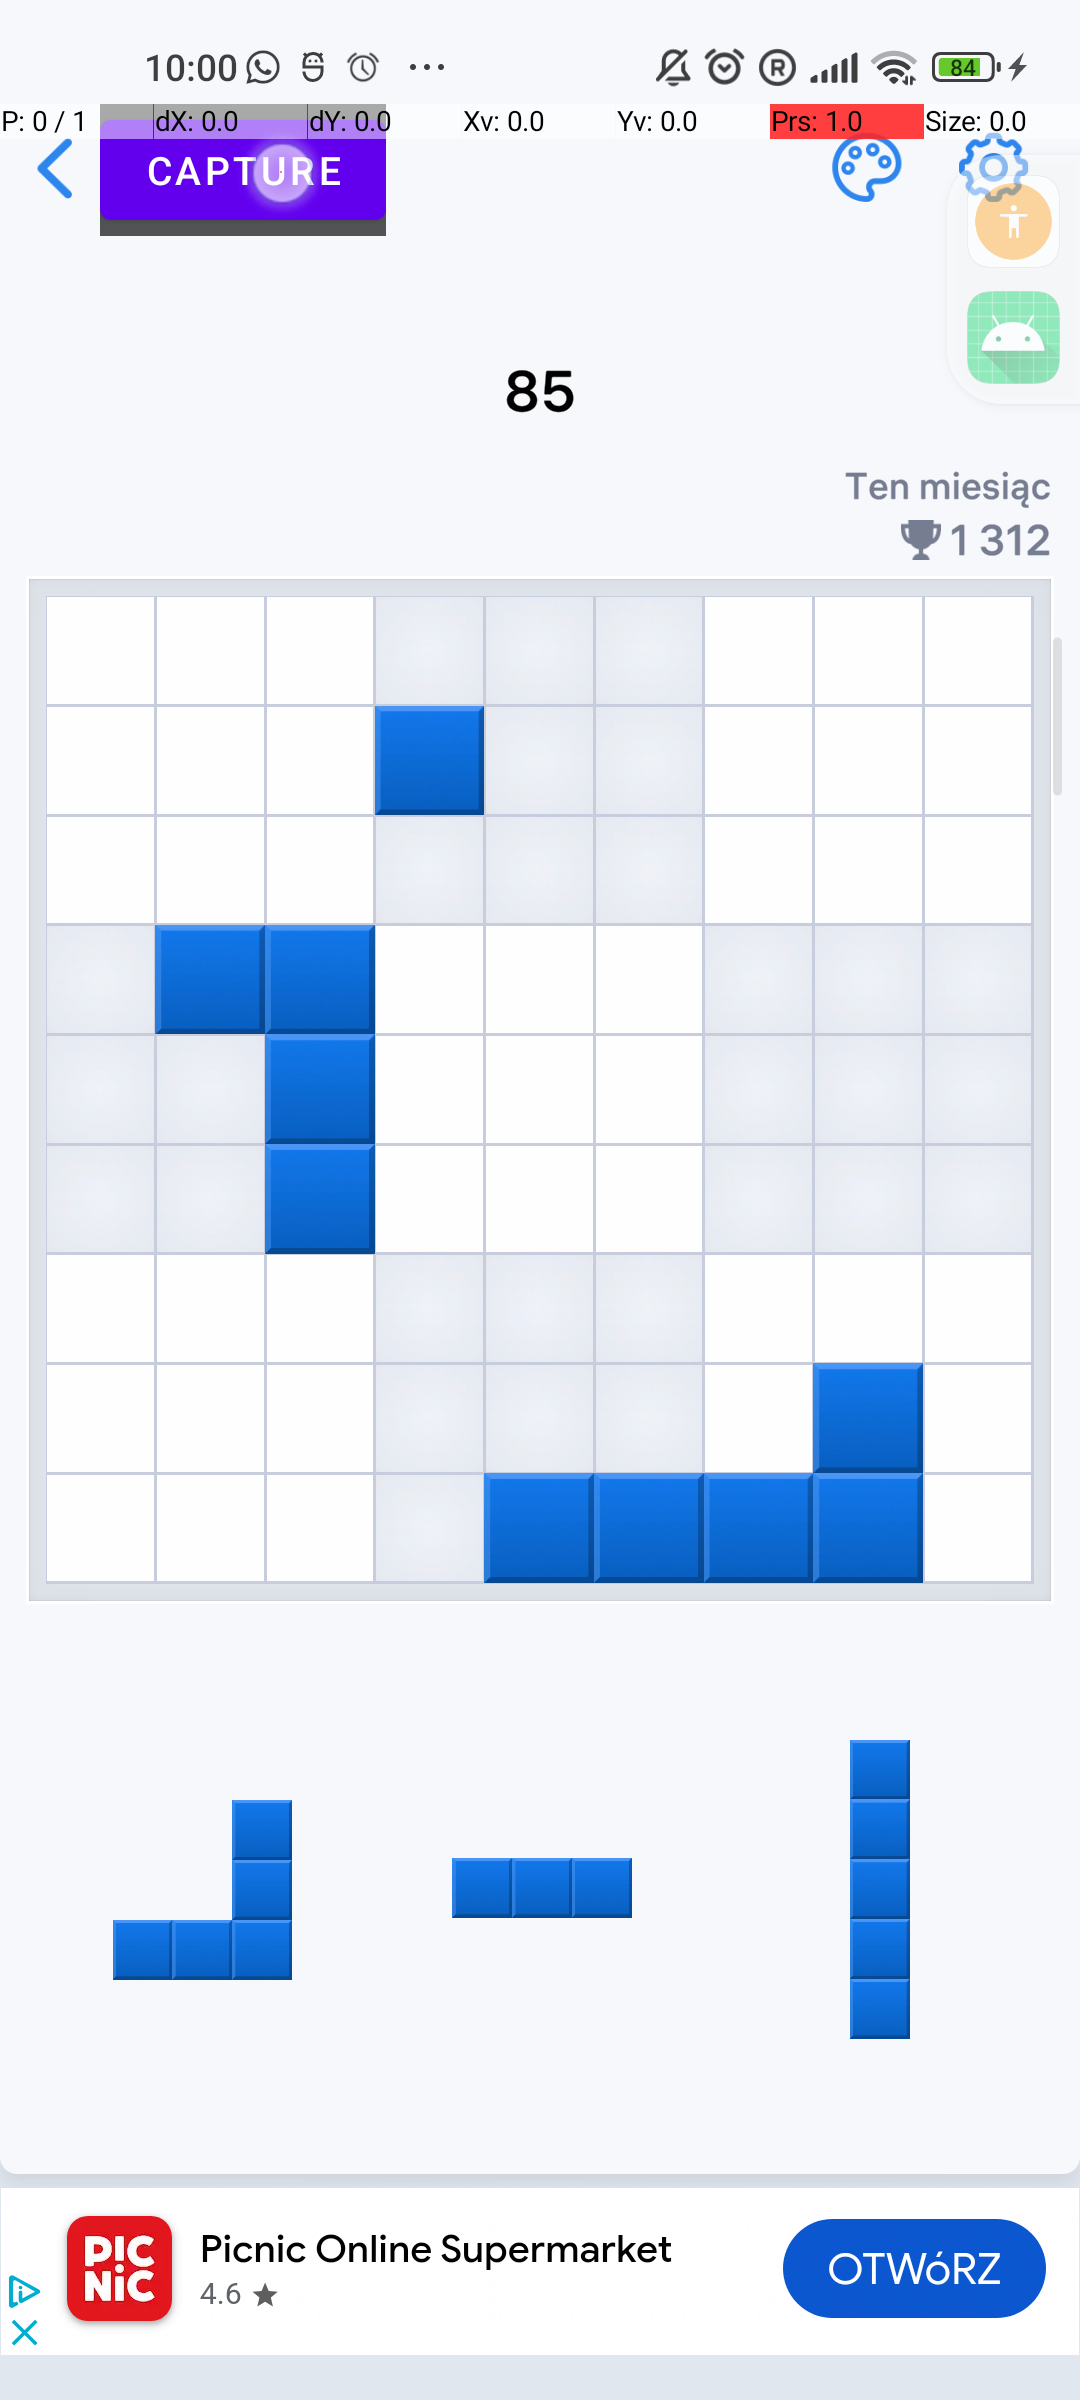 10:00
84
P: 0 / 1 dX: 0.0 dY: 0.0 Xv: 0.0 Yv: 0.0 Prs: 1.0 Size: 0.0
CAPTURE
85
Ten miesiąc
1 312
PIC
NIC
Picnic Online Supermarket
4.6 ★
OTWóRZ